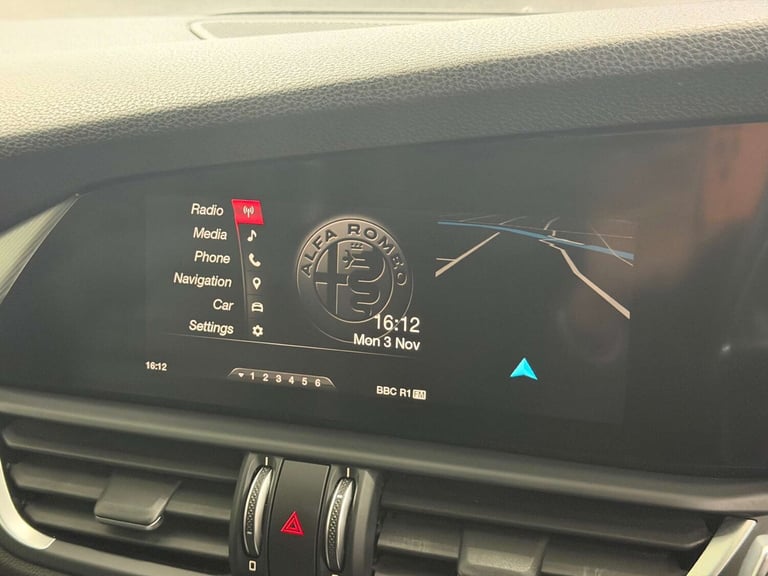 Radio
Media
Phone
Navigation
Car
Settings
ALFA ROMEO
16:12
Mon 3 Nov
16:12
1 2 3 4 5 6
BBC R1 FM